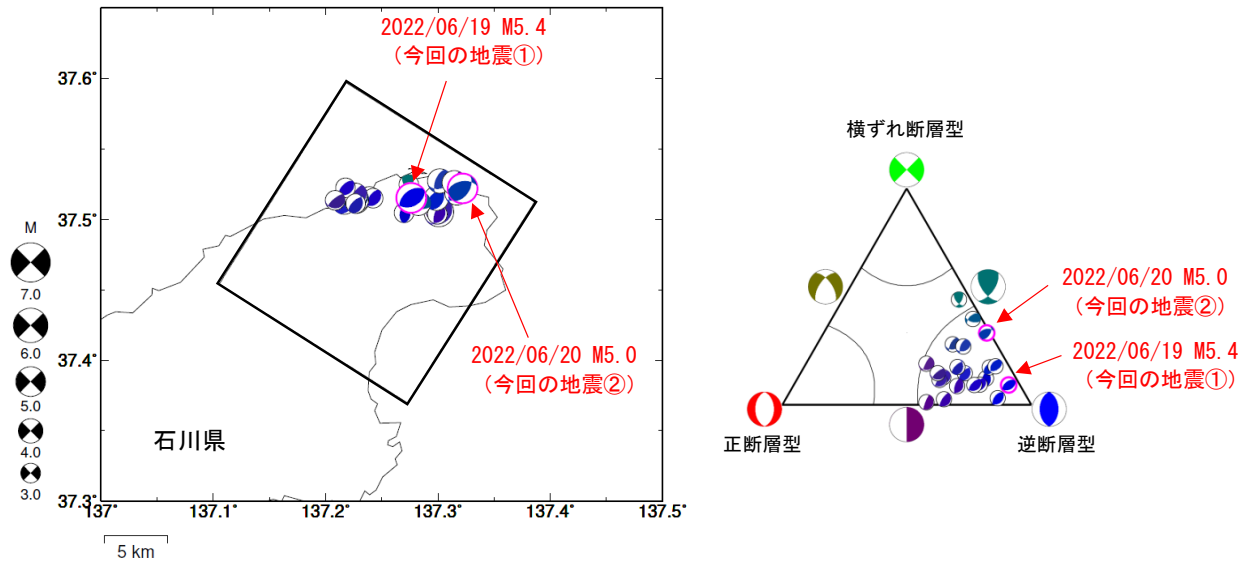 2022/06/19 M5.4
(今回の地震①)
37.6°
37.5°
37.4°
37.3°
M
7.0
6.0
5.0
4.0
3.0
2022/06/20 M5.0
(今回の地震②)
石川県
137°
137.1°
137.2°
137.3°
137.4°
137.5°
5 km
横ずれ断層型
2022/06/20 M5.0
(今回の地震②)
2022/06/19 M5.4
(今回の地震①)
正断層型
逆断層型